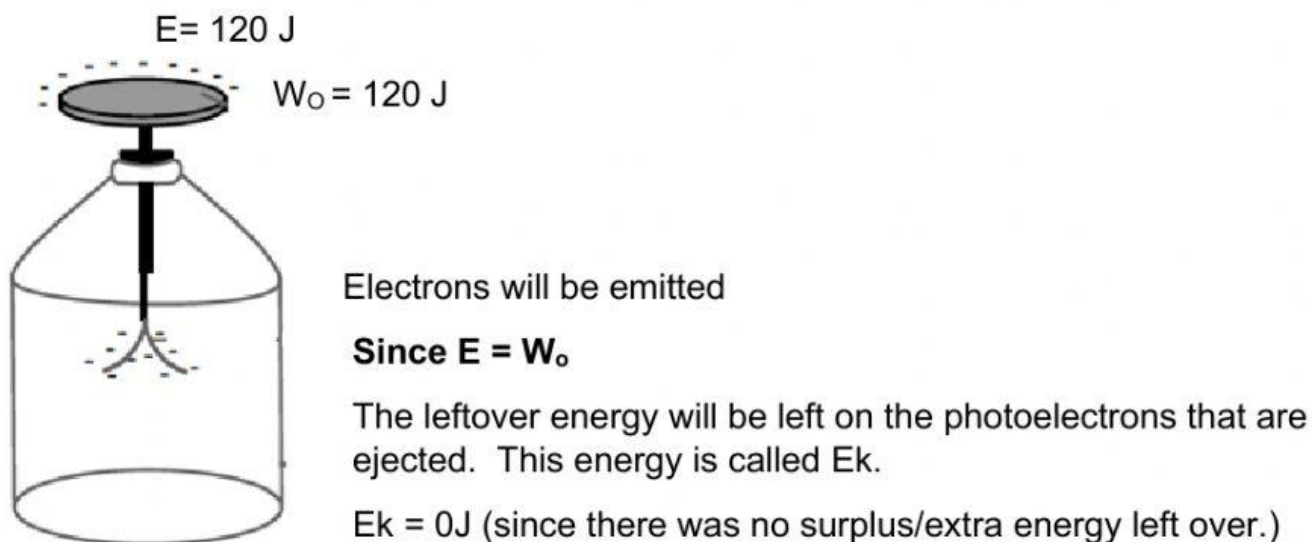 E= 120 J
Wₒ = 120 J
Electrons will be emitted
Since E = Wₒ
The leftover energy will be left on the photoelectrons that are
ejected. This energy is called Ek.
Ek = 0J (since there was no surplus/extra energy left over.)